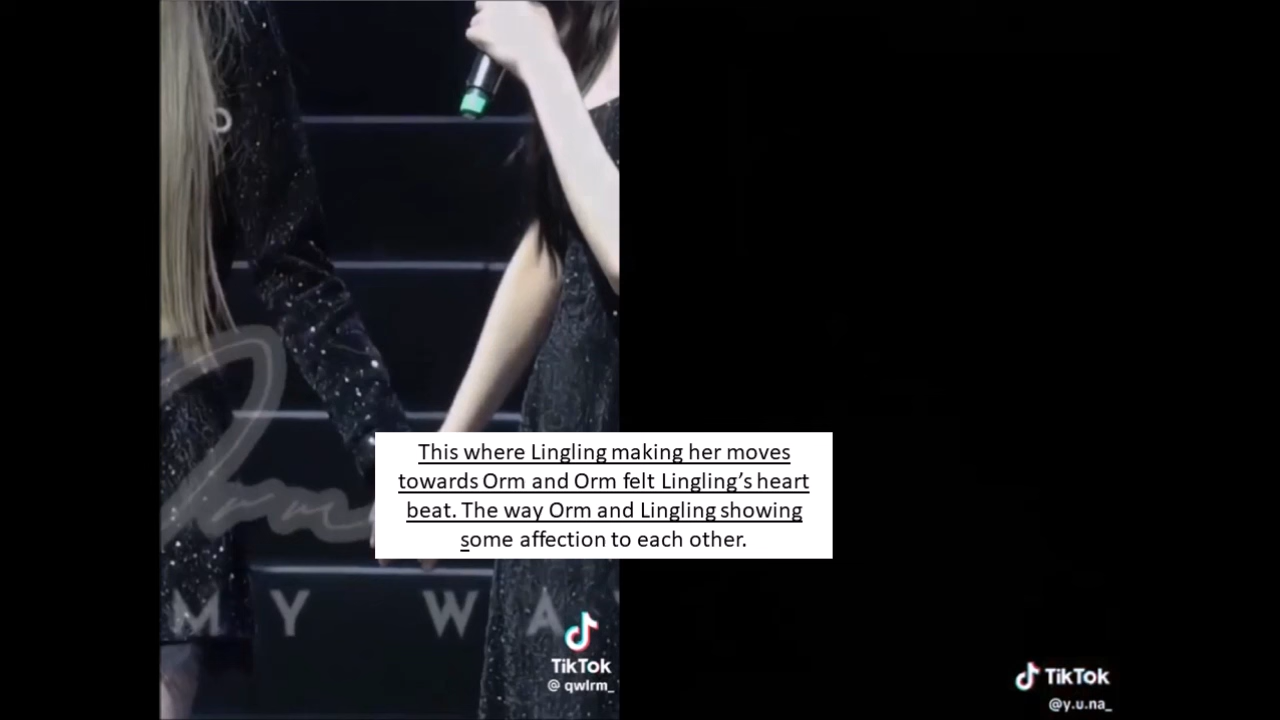 This where Lingling making her moves
towards Orm and Orm felt Lingling's heart
beat. The way Orm and Lingling showing
some affection to each other.
MY WA
TikTok
@ qwlrm_
TikTok
@y.u.na_